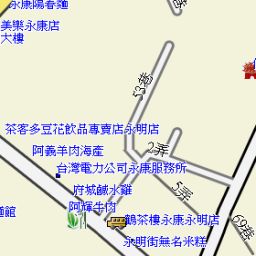 永康陽春麵
美樂永康店
大樓
53巷
茶客多豆花飲品專賣店永明店
2弄
阿義羊肉海產
台灣電力公司永康服務所
5弄
府城鹹水雞
阿輝牛肉
鶴茶樓永康永明店
69巷
永明街無名米糕